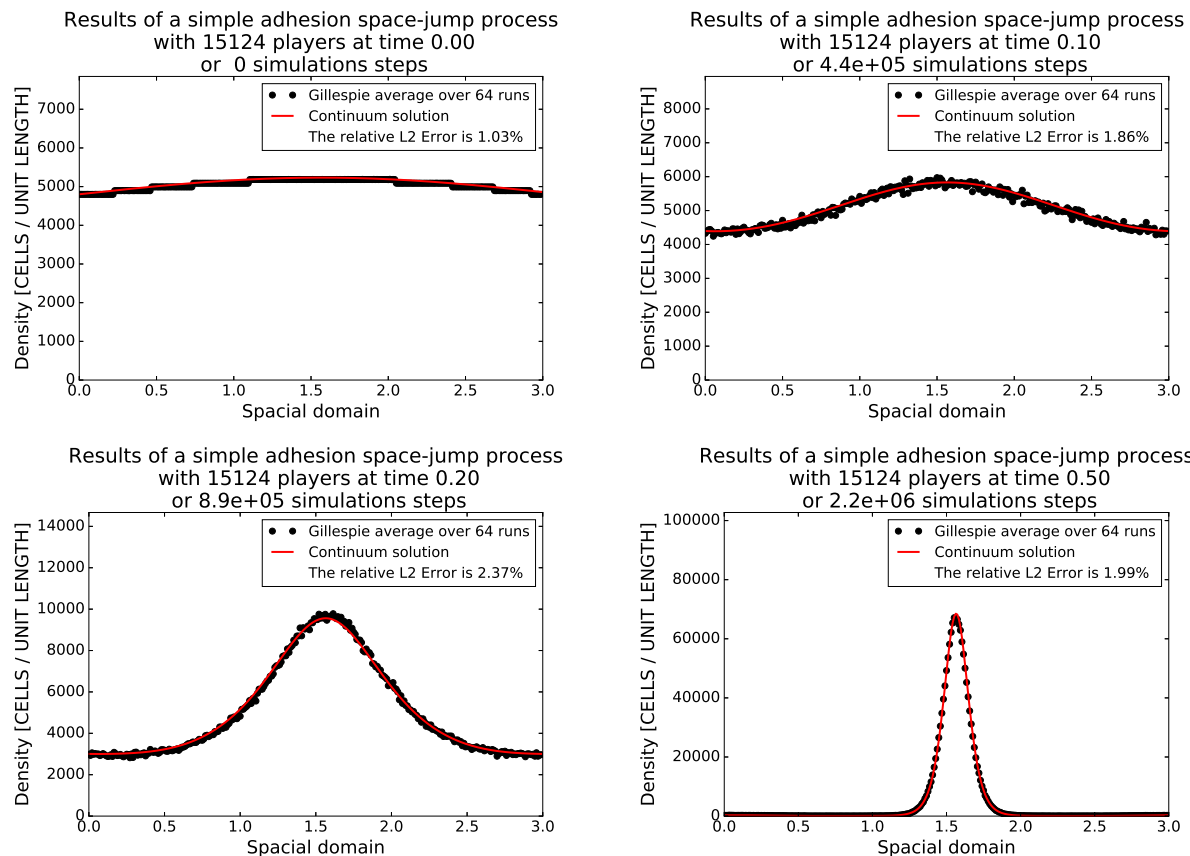 Results of a simple adhesion space-jump process
with 15124 players at time 0.00
or  0 simulations steps
Density [CELLS / UNIT LENGTH]
7000
6000
5000
4000
3000
2000
1000
0
Gillespie average over 64 runs
Continuum solution
The relative L2 Error is 1.03%
0.0 0.5 1.0 1.5 2.0 2.5 3.0
Spacial domain
Results of a simple adhesion space-jump process
with 15124 players at time 0.10
or 4.4e+05 simulations steps
Density [CELLS / UNIT LENGTH]
8000
7000
6000
5000
4000
3000
2000
1000
0
Gillespie average over 64 runs
Continuum solution
The relative L2 Error is 1.86%
0.0 0.5 1.0 1.5 2.0 2.5 3.0
Spacial domain
Results of a simple adhesion space-jump process
with 15124 players at time 0.20
or 8.9e+05 simulations steps
Density [CELLS / UNIT LENGTH]
14000
12000
10000
8000
6000
4000
2000
0
Gillespie average over 64 runs
Continuum solution
The relative L2 Error is 2.37%
0.0 0.5 1.0 1.5 2.0 2.5 3.0
Spacial domain
Results of a simple adhesion space-jump process
with 15124 players at time 0.50
or 2.2e+06 simulations steps
Density [CELLS / UNIT LENGTH]
100000
80000
60000
40000
20000
0
Gillespie average over 64 runs
Continuum solution
The relative L2 Error is 1.99%
0.0 0.5 1.0 1.5 2.0 2.5 3.0
Spacial domain